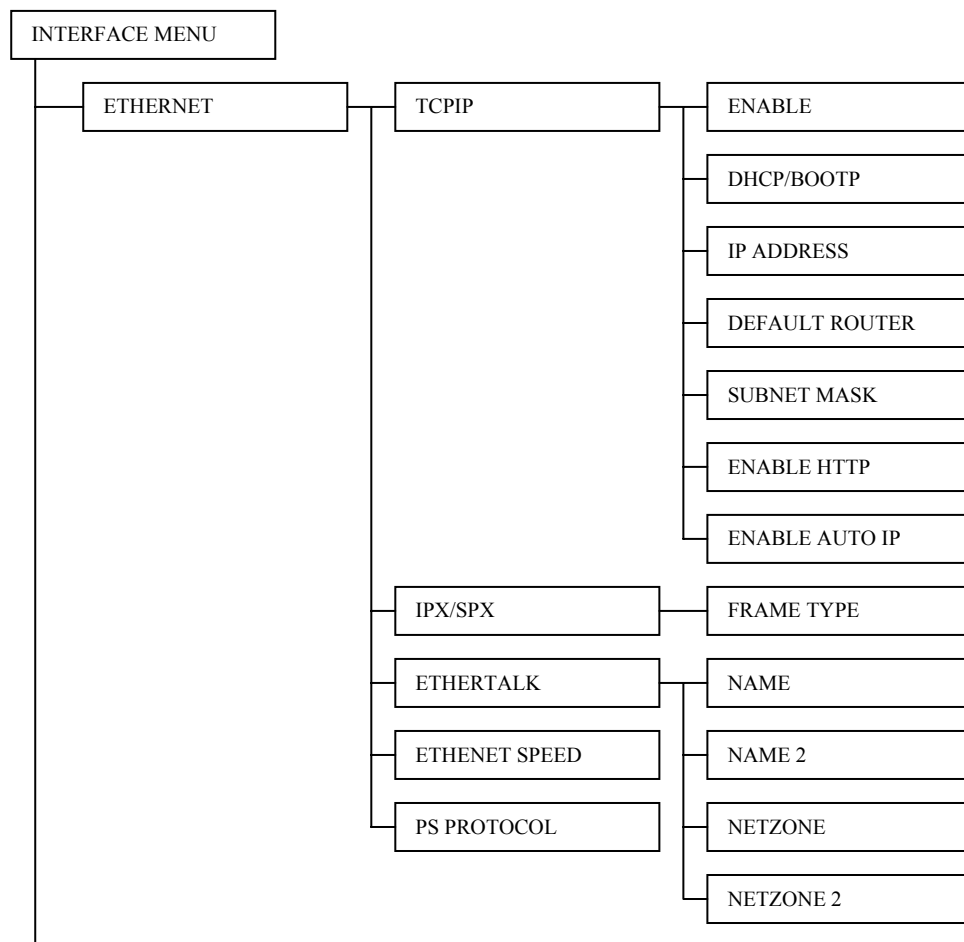 INTERFACE MENU
ETHERNET
TCPIP
ENABLE
DHCP/BOOTP
IP ADDRESS
DEFAULT ROUTER
SUBNET MASK
ENABLE HTTP
ENABLE AUTO IP
IPX/SPX
FRAME TYPE
ETHERTALK
NAME
NAME 2
NETZONE
NETZONE 2
ETHENET SPEED
PS PROTOCOL